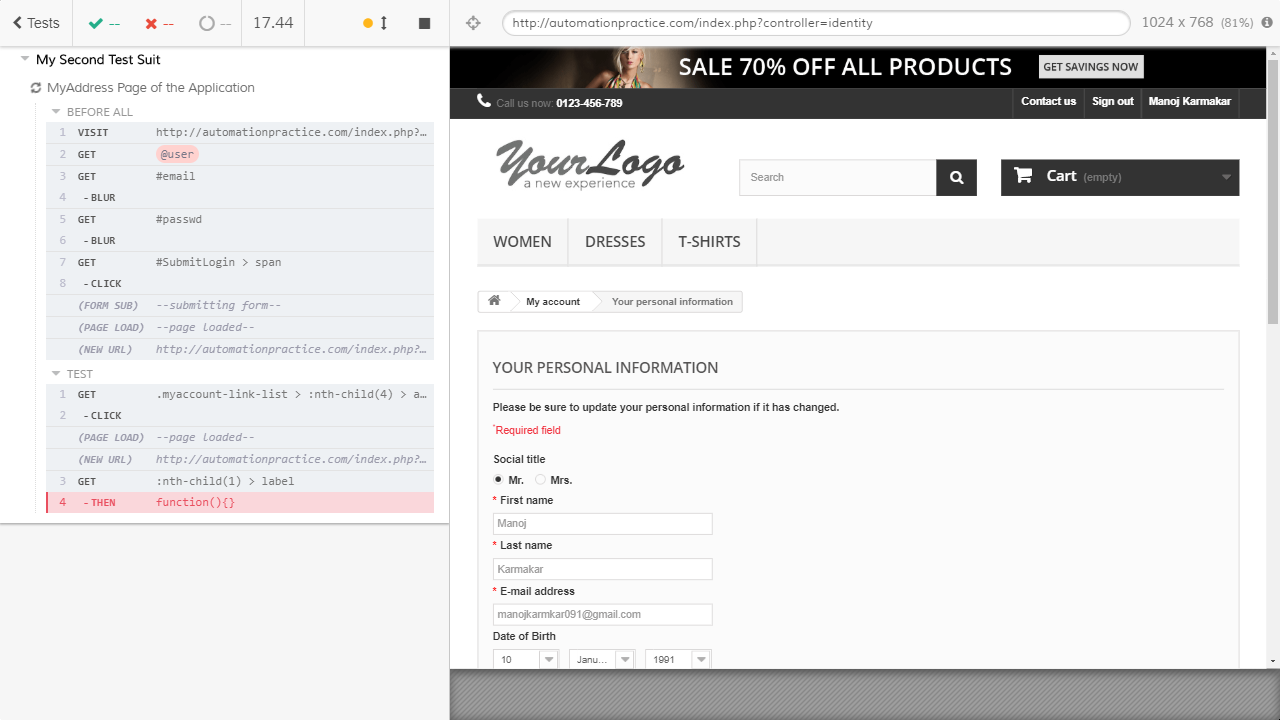 Tests
--
--
--
17.44
http://automationpractice.com/index.php?controller=identity
1024 x 768 (81%)
My Second Test Suit
MyAddress Page of the Application
BEFORE ALL
1 VISIT http://automationpractice.com/index.php?…
2 GET @user
3 GET #email
4 - BLUR
5 GET #passwd
6 - BLUR
7 GET #SubmitLogin > span
8 - CLICK
(FORM SUB) --submitting form--
(PAGE LOAD) --page loaded--
(NEW URL) http://automationpractice.com/index.php?…
TEST
1 GET .myaccount-link-list > :nth-child(4) > a…
2 - CLICK
(PAGE LOAD) --page loaded--
(NEW URL) http://automationpractice.com/index.php?…
3 GET :nth-child(1) > label
4 - THEN function(){}
SALE 70% OFF ALL PRODUCTS GET SAVINGS NOW
Call us now: 0123-456-789 Contact us Sign out Manoj Karmakar
YourLogo
a new experience
Search
Cart (empty)
WOMEN DRESSES T-SHIRTS
My account Your personal information
YOUR PERSONAL INFORMATION
Please be sure to update your personal information if it has changed.
*Required field
Social title
Mr. Mrs.
* First name
Manoj
* Last name
Karmakar
* E-mail address
manojkarmkar091@gmail.com
Date of Birth
10 Janu... 1991